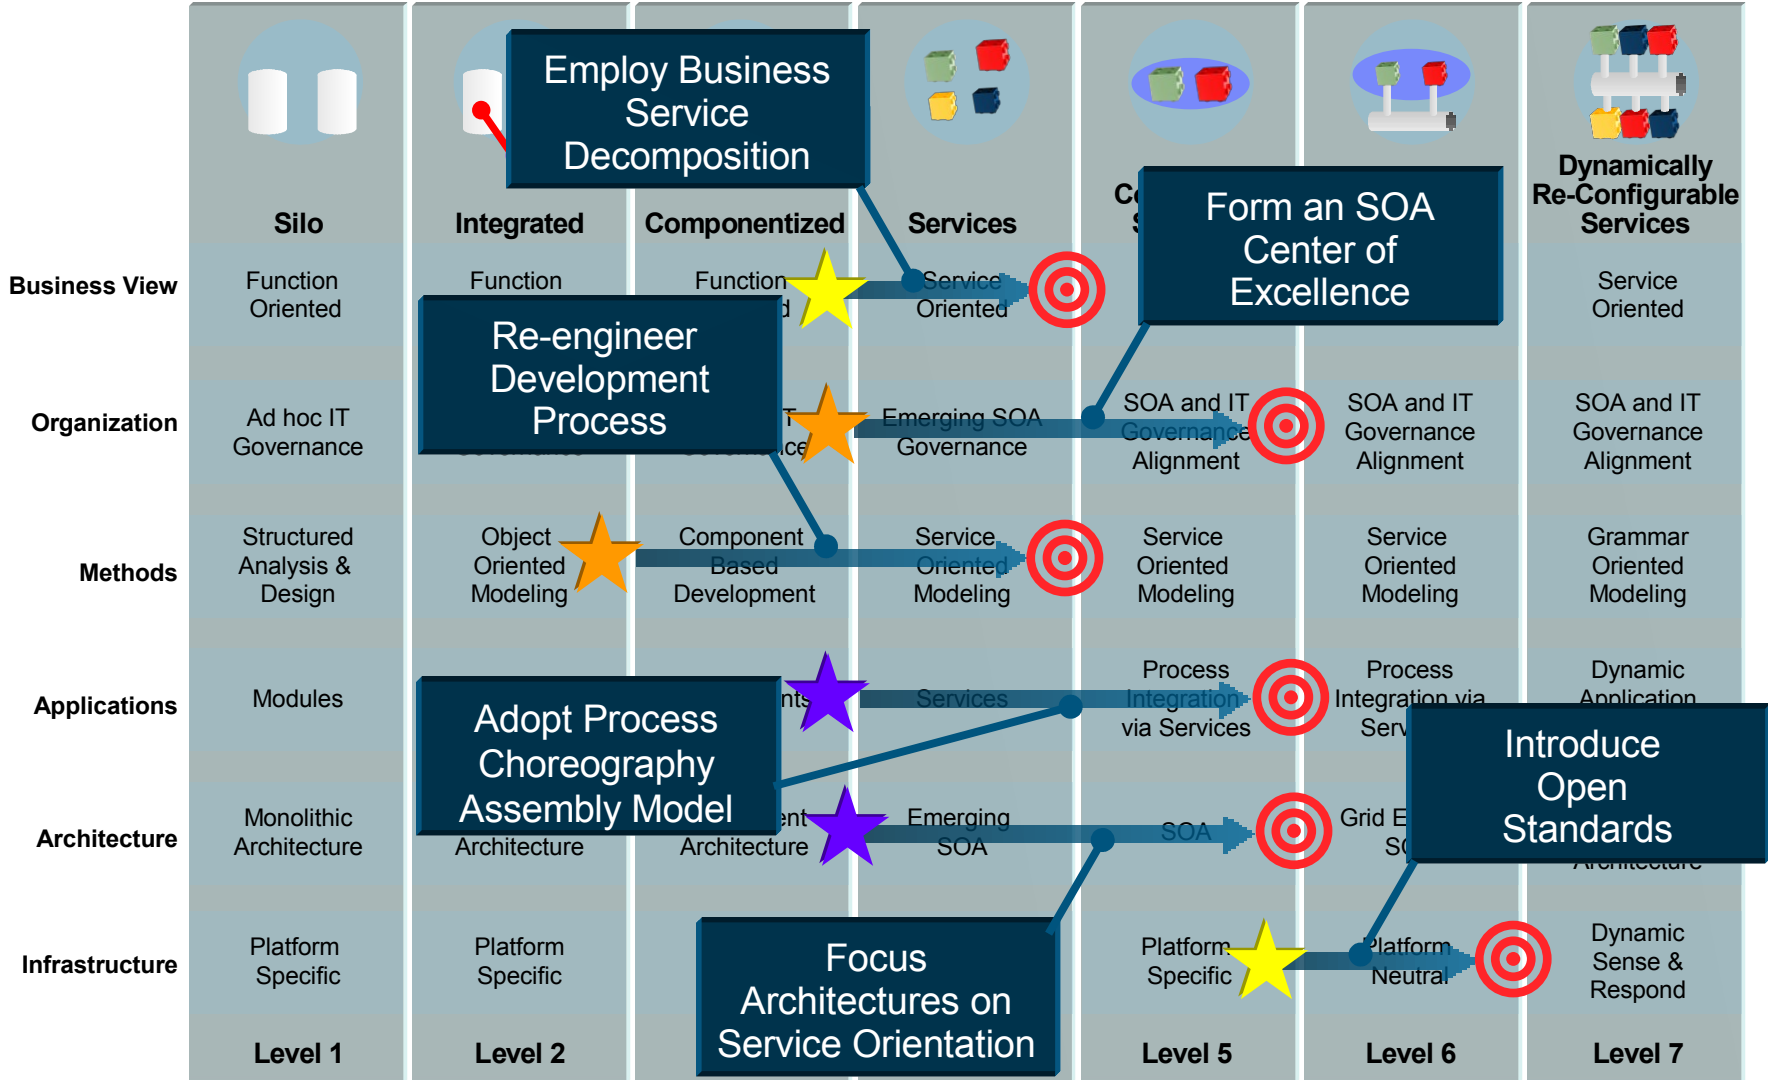 Employ Business
Service
Decomposition
Form an SOA
Center of
Excellence
Dynamically
Re-Configurable
Services
Silo
Integrated
Componentized
Services
Business View
Function
Oriented
Function
Function
Service
Oriented
Service
Oriented
Re-engineer
Development
Process
Organization
Ad hoc IT
Governance
Emerging SOA
Governance
SOA and IT
Governance
Alignment
SOA and IT
Governance
Alignment
SOA and IT
Governance
Alignment
Methods
Structured
Analysis &
Design
Object
Oriented
Modeling
Component
Based
Development
Service
Oriented
Modeling
Service
Oriented
Modeling
Service
Oriented
Modeling
Grammar
Oriented
Modeling
Applications
Modules
Services
Process
Integration
via Services
Process
Integration via
Dynamic
Application
Adopt Process
Choreography
Assembly Model
Introduce
Open
Standards
Architecture
Monolithic
Architecture
Architecture
Architecture
Emerging
SOA
SOA
Grid
Architecture
Focus
Architectures on
Service Orientation
Infrastructure
Platform
Specific
Platform
Specific
Platform
Specific
Platform
Neutral
Dynamic
Sense &
Respond
Level 1
Level 2
Level 5
Level 6
Level 7